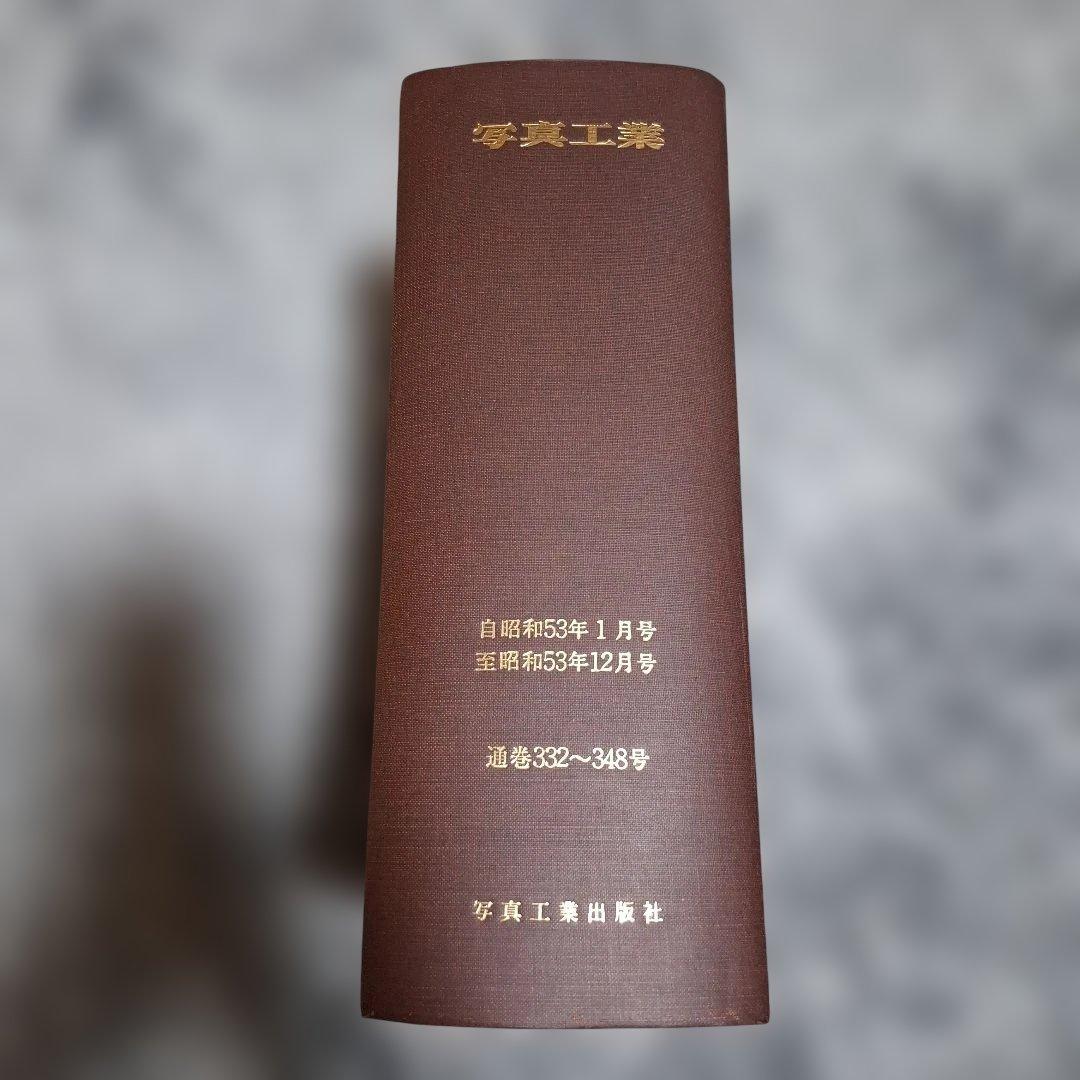 写真工業
自昭和53年1月号
至昭和53年12月号
通巻332〜348号
写真工業出版社